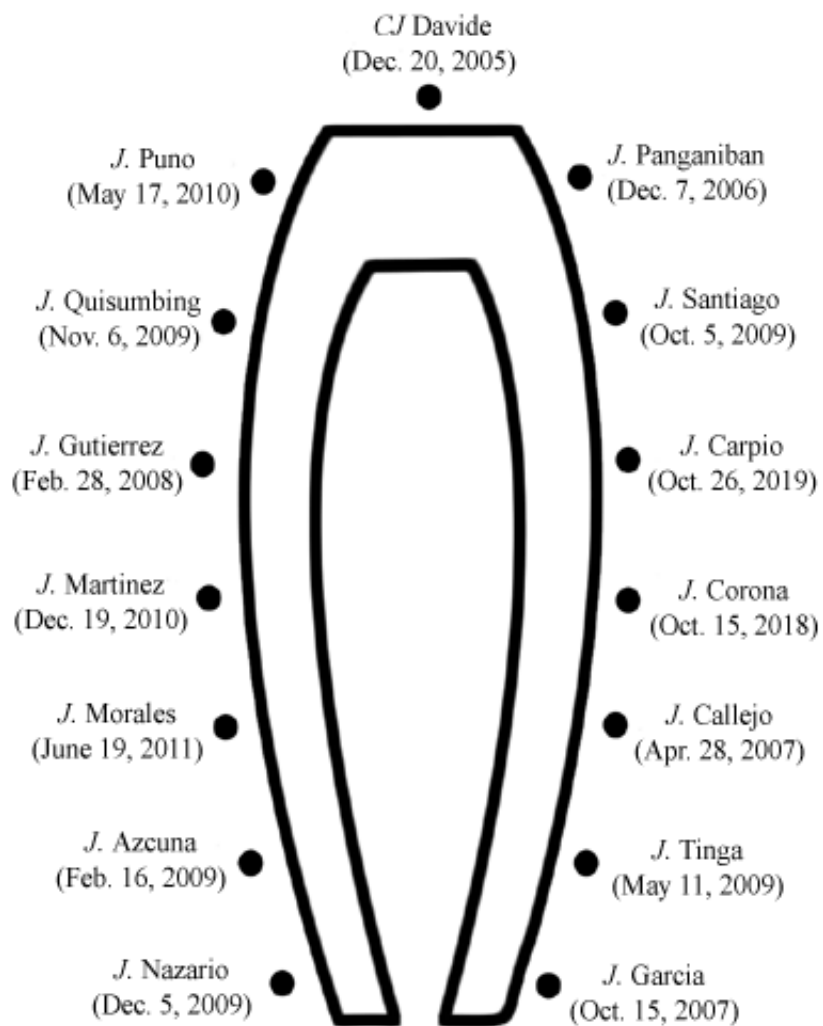 CJ Davide
(Dec. 20, 2005)
J. Puno
(May 17, 2010)
J. Panganiban
(Dec. 7, 2006)
J. Quisumbing
(Nov. 6, 2009)
J. Santiago
(Oct. 5, 2009)
J. Gutierrez
(Feb. 28, 2008)
J. Carpio
(Oct. 26, 2019)
J. Martinez
(Dec. 19, 2010)
J. Corona
(Oct. 15, 2018)
J. Morales
(June 19, 2011)
J. Callejo
(Apr. 28, 2007)
J. Azcuna
(Feb. 16, 2009)
J. Tinga
(May 11, 2009)
J. Nazario
(Dec. 5, 2009)
J. Garcia
(Oct. 15, 2007)